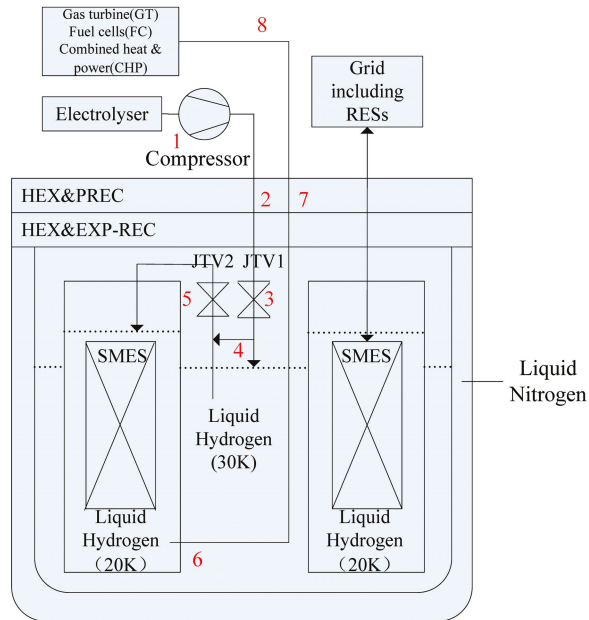 Gas turbine(GT)
Fuel cells(FC)
Combined heat &
power(CHP)
8
Grid
including
RESs
Electrolyser
1
Compressor
HEX&PREC
2
7
HEX&EXP-REC
JTV2
JTV1
5
3
4
SMES
SMES
Liquid
Nitrogen
Liquid
Hydrogen
(30K)
Liquid
Hydrogen
（20K）
6
Liquid
Hydrogen
（20K）